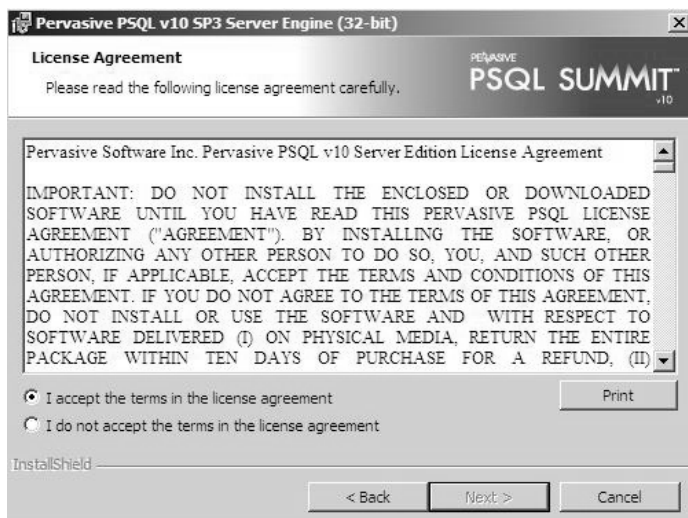 Pervasive PSQL v10 SP3 Server Engine (32-bit)
License Agreement
Please read the following license agreement carefully.
PERVASIVE
PSQL SUMMIT™
v10
Pervasive Software Inc. Pervasive PSQL v10 Server Edition License Agreement
IMPORTANT: DO NOT INSTALL THE ENCLOSED OR DOWNLOADED
SOFTWARE UNTIL YOU HAVE READ THIS PERVASIVE PSQL LICENSE
AGREEMENT ("AGREEMENT"). BY INSTALLING THE SOFTWARE, OR
AUTHORIZING ANY OTHER PERSON TO DO SO, YOU, AND SUCH OTHER
PERSON, IF APPLICABLE, ACCEPT THE TERMS AND CONDITIONS OF THIS
AGREEMENT. IF YOU DO NOT AGREE TO THE TERMS OF THIS AGREEMENT,
DO NOT INSTALL OR USE THE SOFTWARE AND WITH RESPECT TO
SOFTWARE DELIVERED (I) ON PHYSICAL MEDIA, RETURN THE ENTIRE
PACKAGE WITHIN TEN DAYS OF PURCHASE FOR A REFUND, (II)
I accept the terms in the license agreement
Print
I do not accept the terms in the license agreement
InstallShield
< Back
Next >
Cancel